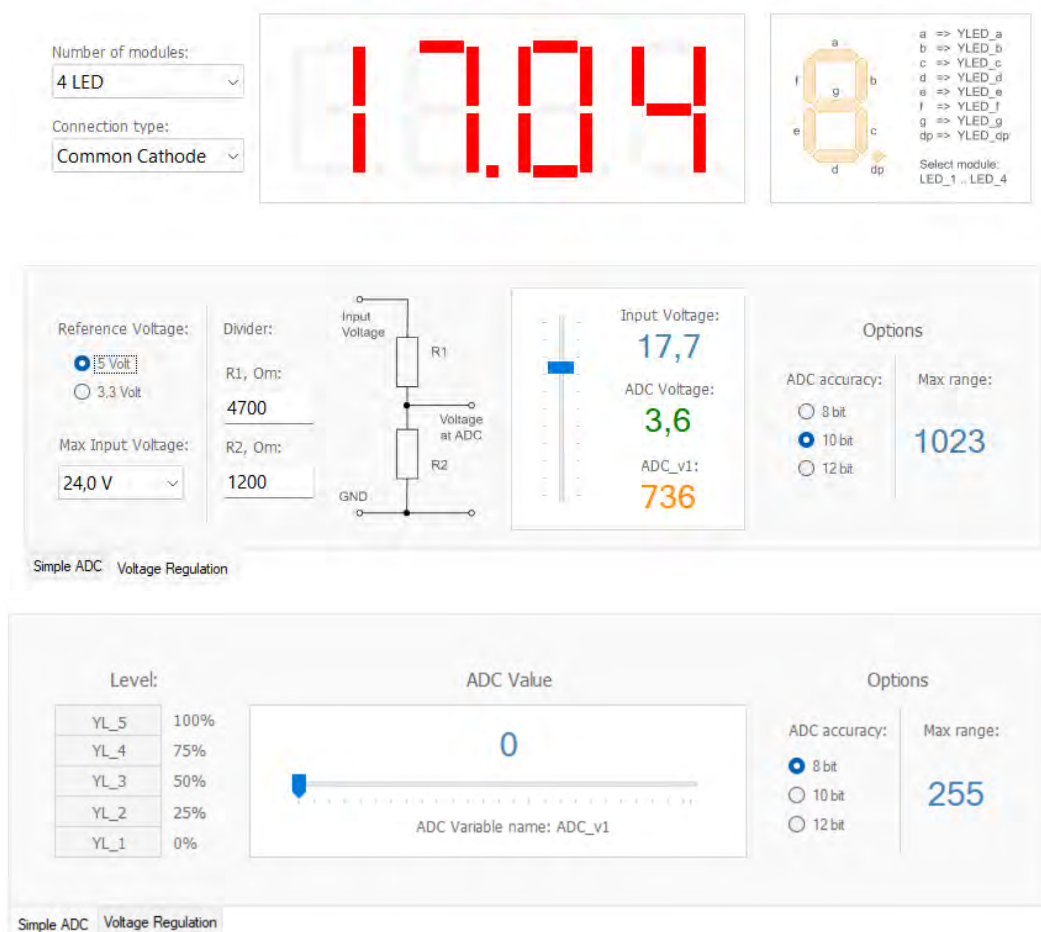 Number of modules:
4 LED
Connection type:
Common Cathode
17.04
a
b
c
d
e
f
g
dp
a => YLED_a
b => YLED_b
c => YLED_c
d => YLED_d
e => YLED_e
f => YLED_f
g => YLED_g
dp => YLED_dp
Select module:
LED_1 .. LED_4
Reference Voltage:
5 Volt
3.3 Volt
Max Input Voltage:
24,0 V
Divider:
R1, Om:
4700
R2, Om:
1200
Input
Voltage
R1
Voltage
at ADC
R2
GND
Input Voltage:
17,7
ADC Voltage:
3,6
ADC_v1:
736
Options
ADC accuracy:
8 bit
10 bit
12 bit
Max range:
1023
Simple ADC
Voltage Regulation
Level:
YL_5 100%
YL_4 75%
YL_3 50%
YL_2 25%
YL_1 0%
ADC Value
0
ADC Variable name: ADC_v1
Options
ADC accuracy:
8 bit
10 bit
12 bit
Max range:
255
Simple ADC
Voltage Regulation